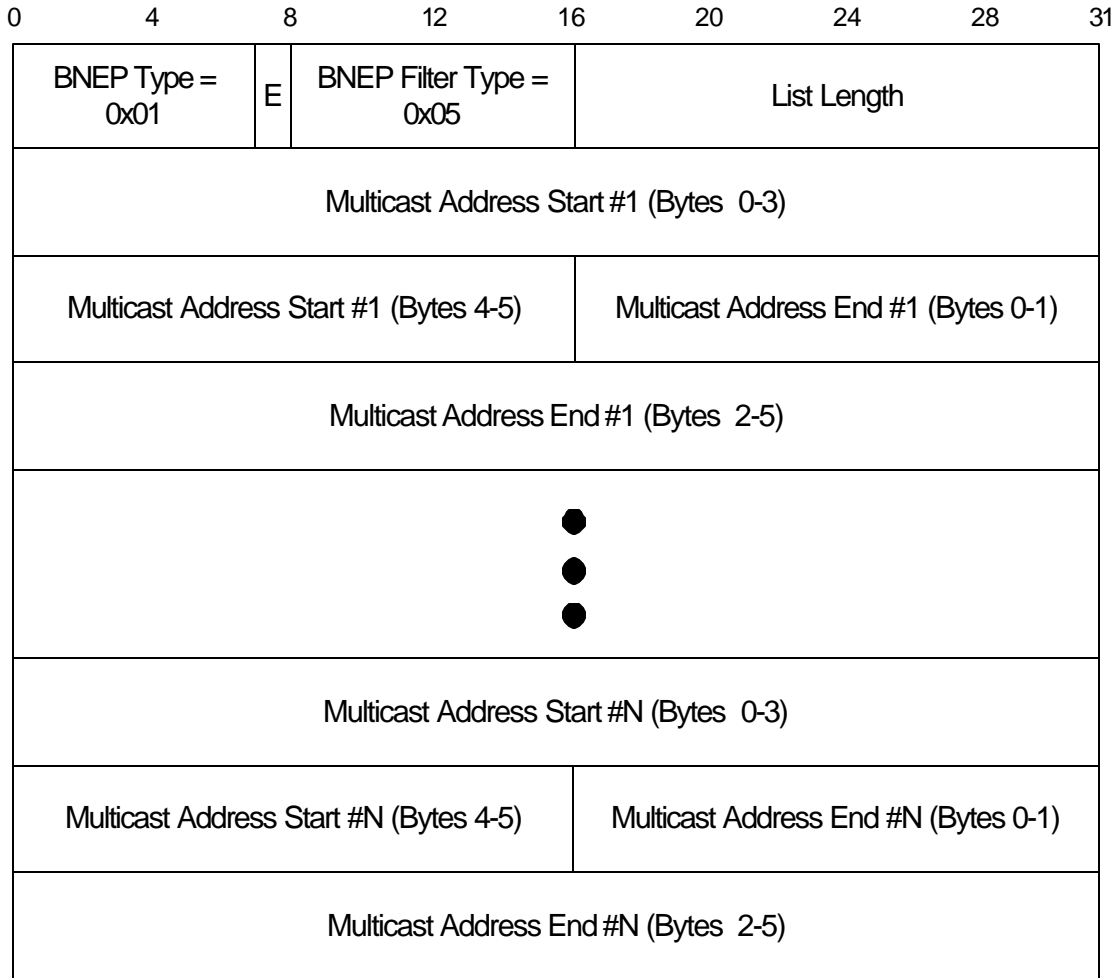 0 4 8 12 16 20 24 28 31
BNEP Type =
0x01
E
BNEP Filter Type =
0x05
List Length
Multicast Address Start #1 (Bytes 0-3)
Multicast Address Start #1 (Bytes 4-5)
Multicast Address End #1 (Bytes 0-1)
Multicast Address End #1 (Bytes 2-5)
Multicast Address Start #N (Bytes 0-3)
Multicast Address Start #N (Bytes 4-5)
Multicast Address End #N (Bytes 0-1)
Multicast Address End #N (Bytes 2-5)